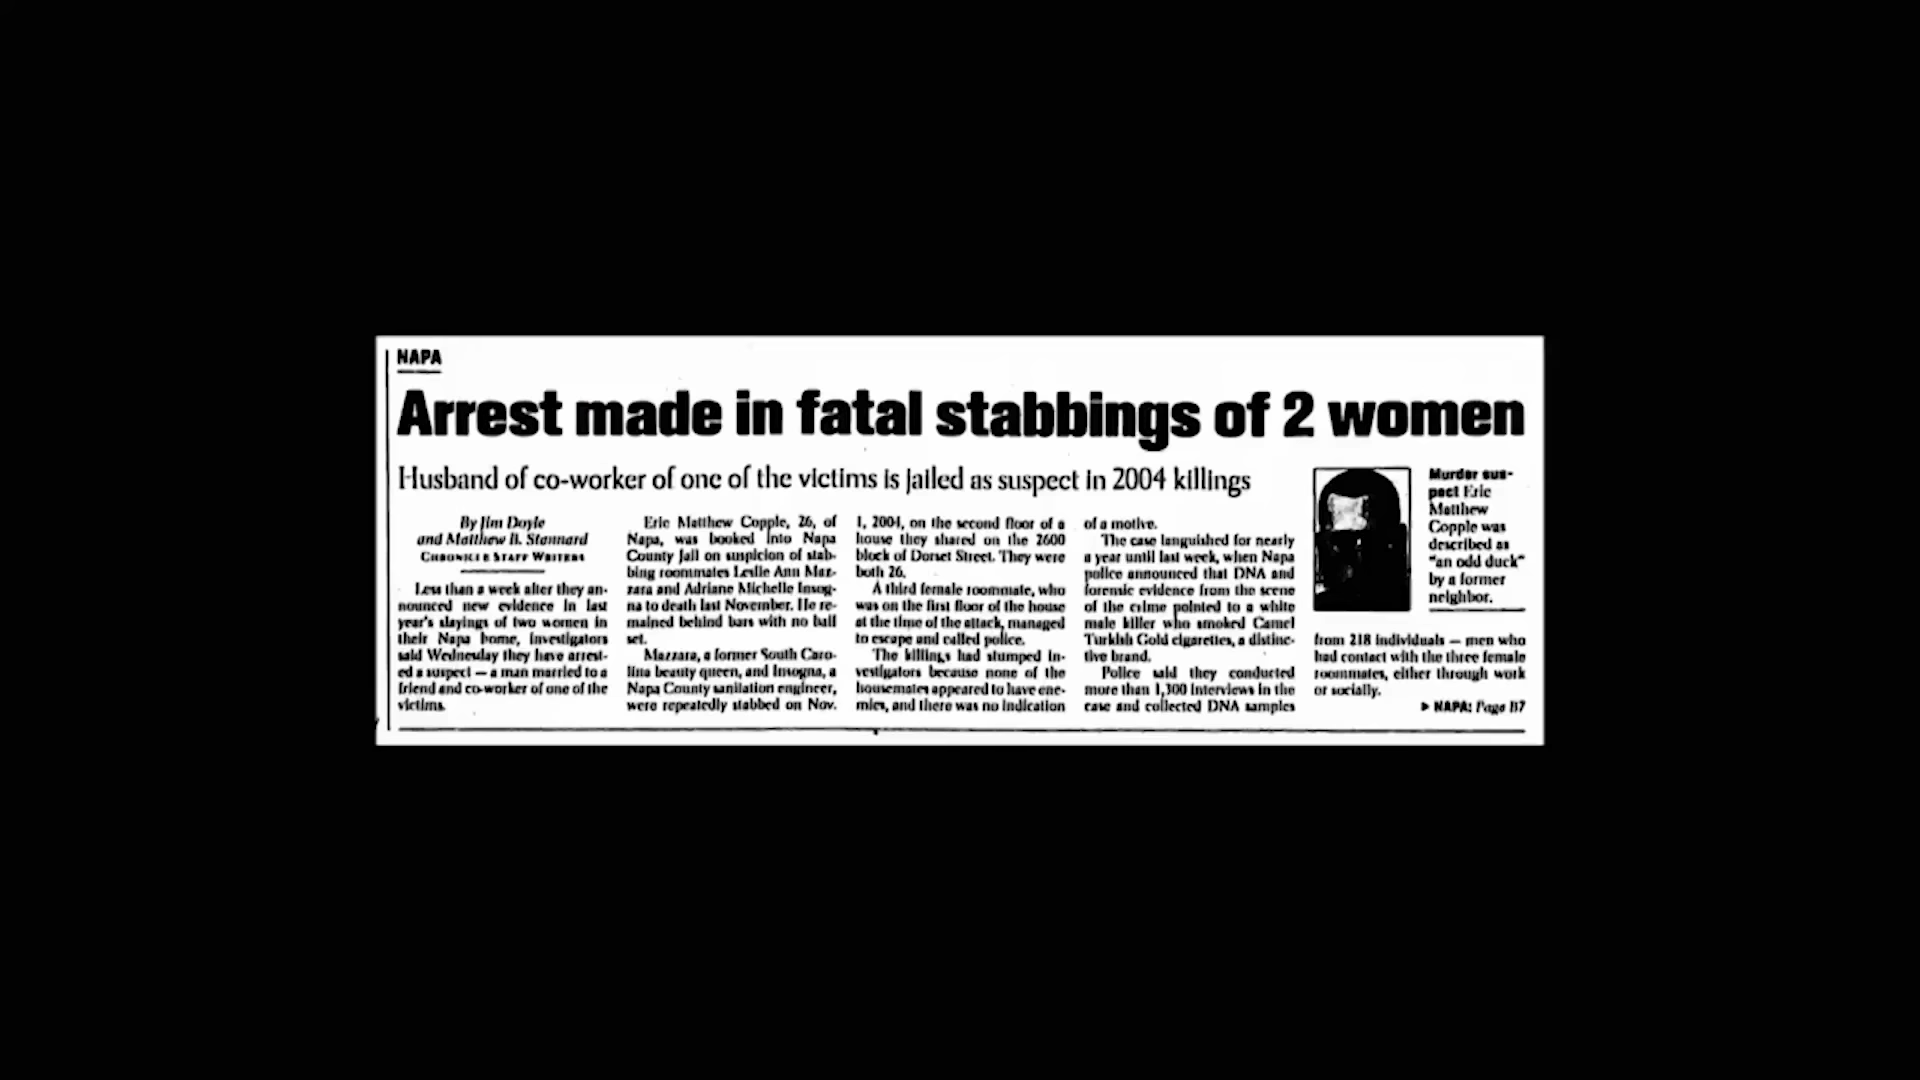 NAPA
Arrest made in fatal stabbings of 2 women
Husband of co-worker of one of the victims is jailed as suspect in 2004 killings
By Jim Doyle
and Matthew B. Stannard
CHRONICLE STAFF WRITERS
Less than a week after they an-
nounced new evidence in last
year's slayings of two women in
their Napa home, investigators
said Wednesday they have arrest-
ed a suspect — a man married to a
friend and co-worker of one of the
victims.
Eric Matthew Copple, 26, of
Napa, was booked into Napa
County Jail on suspicion of stab-
bing roommates Leslie Ann Maz-
zara and Adriane Michelle Insog-
na to death last November. He re-
mained behind bars with no bail
set.
Mazzara, a former South Caro-
lina beauty queen, and Insogna, a
Napa County sanitation engineer,
were repeatedly stabbed on Nov.
1, 2004, on the second floor of a
house they shared on the 2600
block of Dorset Street. They were
both 26.
A third female roommate, who
was on the first floor of the house
at the time of the attack, managed
to escape and called police.
The killings had stumped in-
vestigators because none of the
housemates appeared to have ene-
mies, and there was no indication
of a motive.
The case languished for nearly
a year until last week, when Napa
police announced that DNA and
forensic evidence from the scene
of the crime pointed to a white
male killer who smoked Camel
Turkish Gold cigarettes, a distinc-
tive brand.
Police said they conducted
more than 1,300 interviews in the
case and collected DNA samples
Murder sus-
pect Eric
Matthew
Copple was
described as
"an odd duck"
by a former
neighbor.
from 218 individuals — men who
had contact with the three female
roommates, either through work
or socially.
▶ NAPA: Page B7